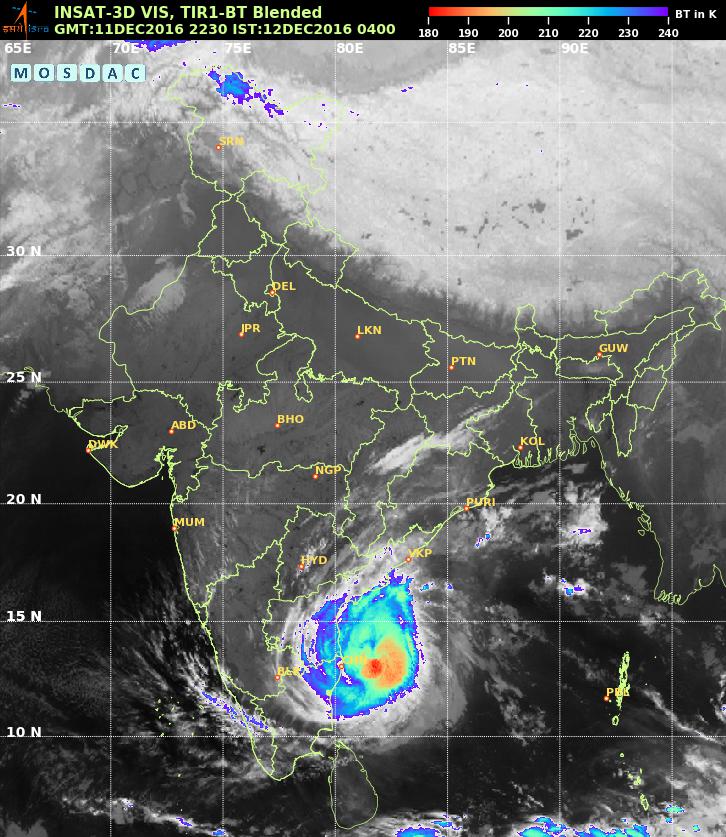 INSAT-3D VIS, TIR1-BT Blended
GMT:11DEC2016 2230 IST:12DEC2016 0400
BT in K
180 190 200 210 220 230 240
65E 70E 75E 80E 85E 90E
MOSDAC
SRN
30 N
DEL
JPR LKN
GUW
PTN
25 N
ABD BHO
DWK KOL
NGP
20 N PURI
MUM
HYD VKP
15 N
BLR
PBL
10 N